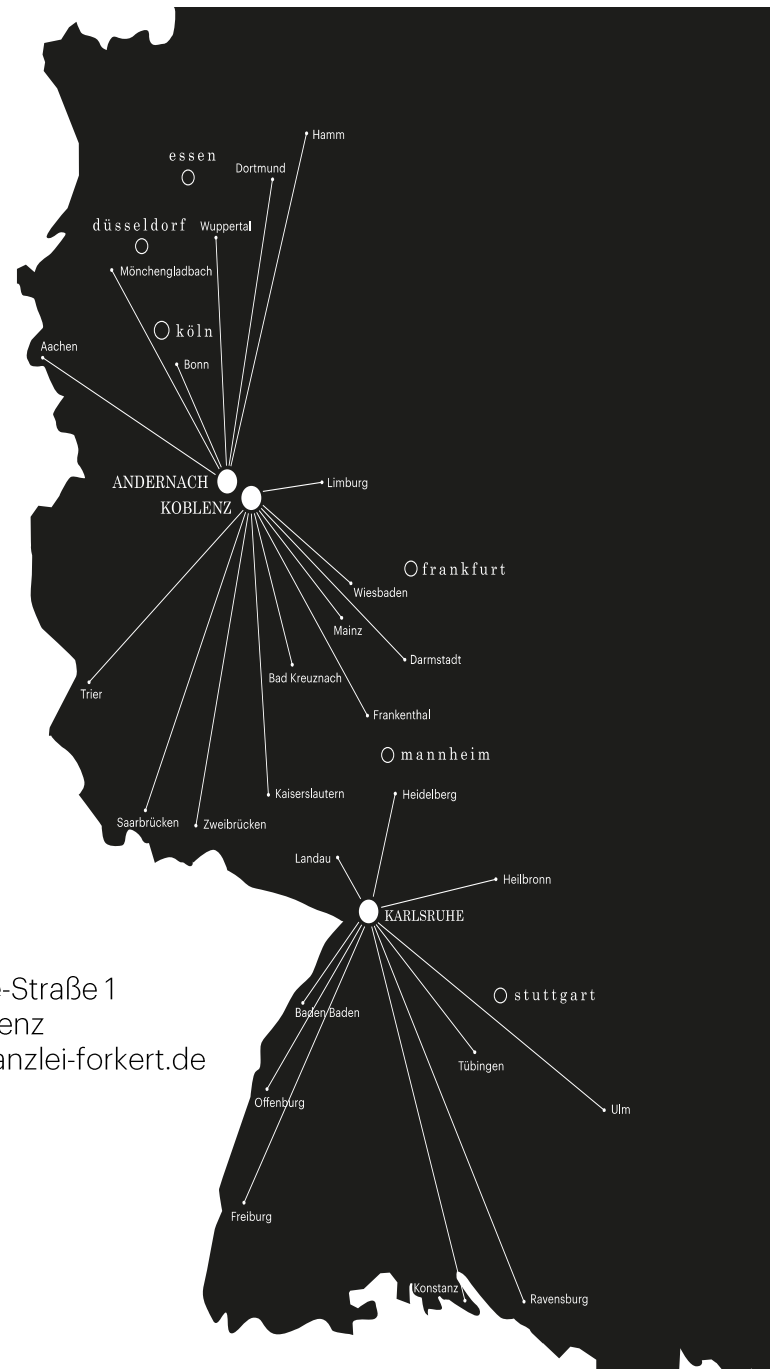 Hamm
essen
Dortmund
düsseldorf
Wuppertal
Mönchengladbach
köln
Aachen
Bonn
ANDERNACH
Limburg
KOBLENZ
frankfurt
Wiesbaden
Mainz
Darmstadt
Bad Kreuznach
Trier
Frankenthal
mannheim
Kaiserslautern
Heidelberg
Saarbrücken
Zweibrücken
Landau
Heilbronn
KARLSRUHE
-Straße 1
enz
anzlei-forkert.de
stuttgart
Baden Baden
Tübingen
Offenburg
Ulm
Freiburg
Konstanz
Ravensburg